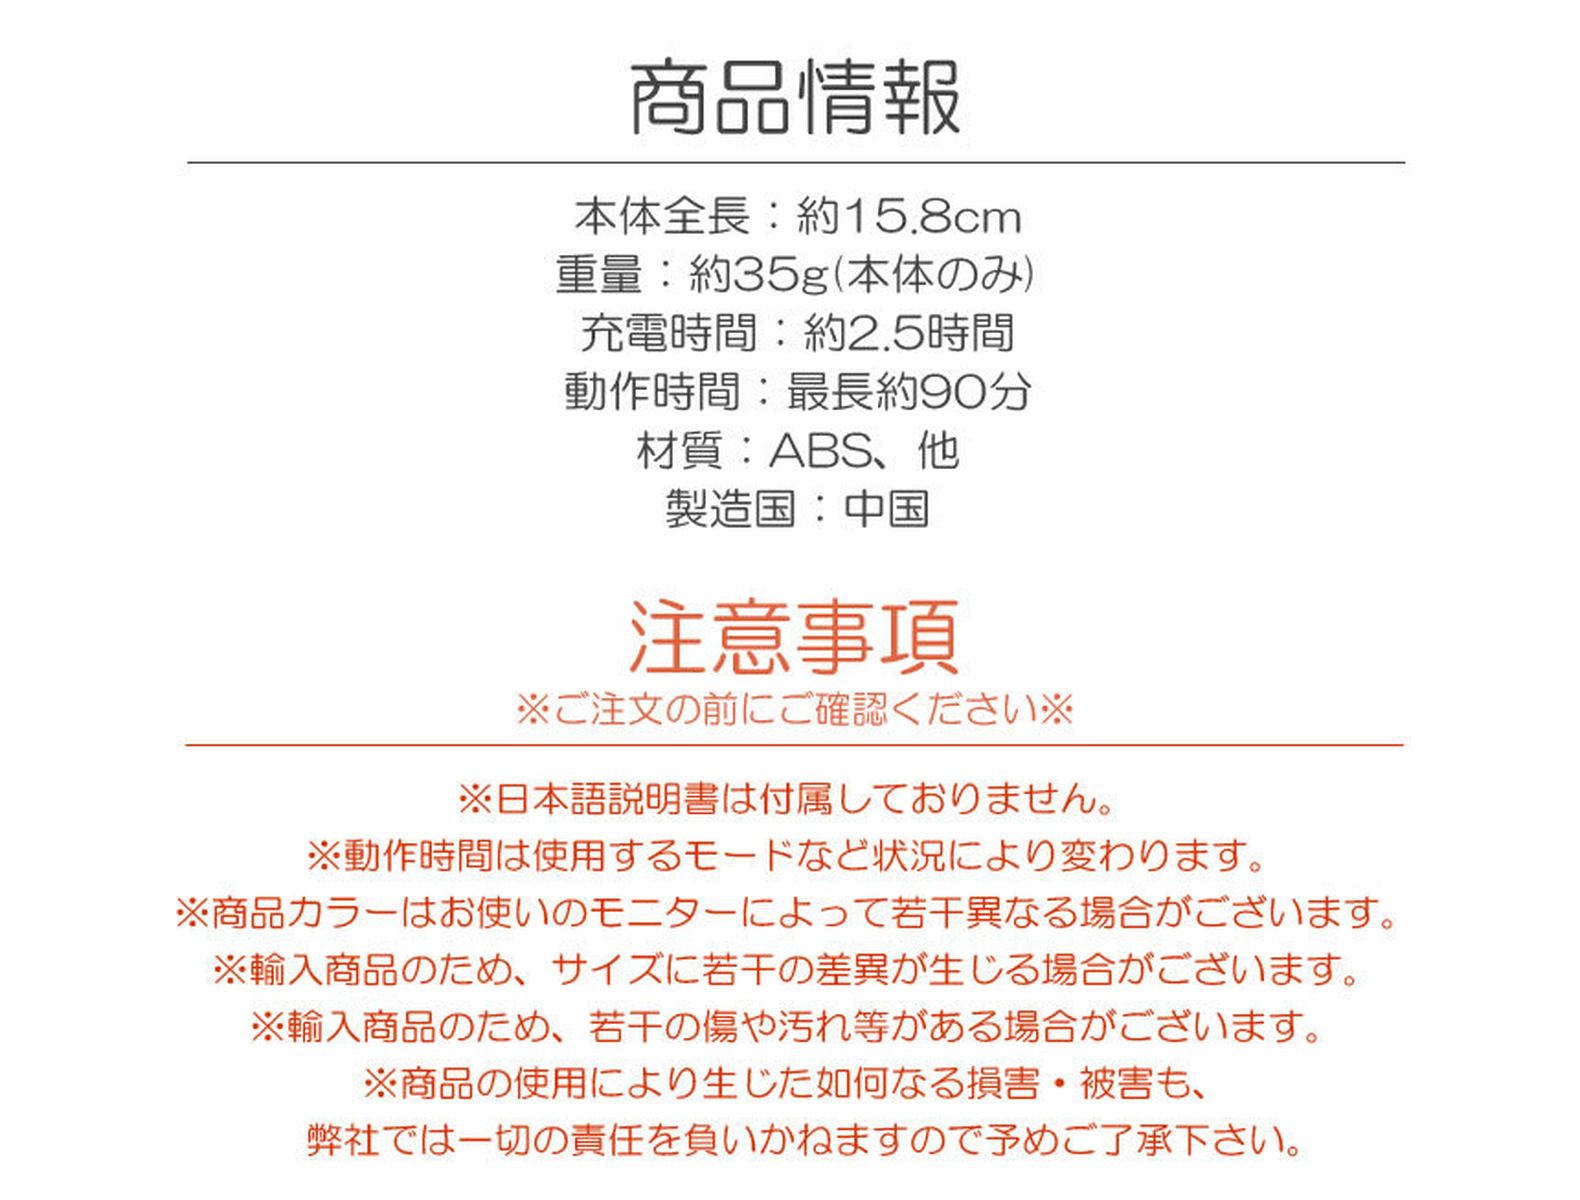 商品情報
本体全長：約15.8cm
重量：約35g(本体のみ)
充電時間：約2.5時間
動作時間：最長約90分
材質：ABS、他
製造国：中国
注意事項
※ご注文の前にご確認ください※
※日本語説明書は付属しておりません。
※動作時間は使用するモードなど状況により変わります。
※商品カラーはお使いのモニターによって若干異なる場合がございます。
※輸入商品のため、サイズに若干の差異が生じる場合がございます。
※輸入商品のため、若干の傷や汚れ等がある場合がございます。
※商品の使用により生じた如何なる損害・被害も、
弊社では一切の責任を負いかねますので予めご了承下さい。